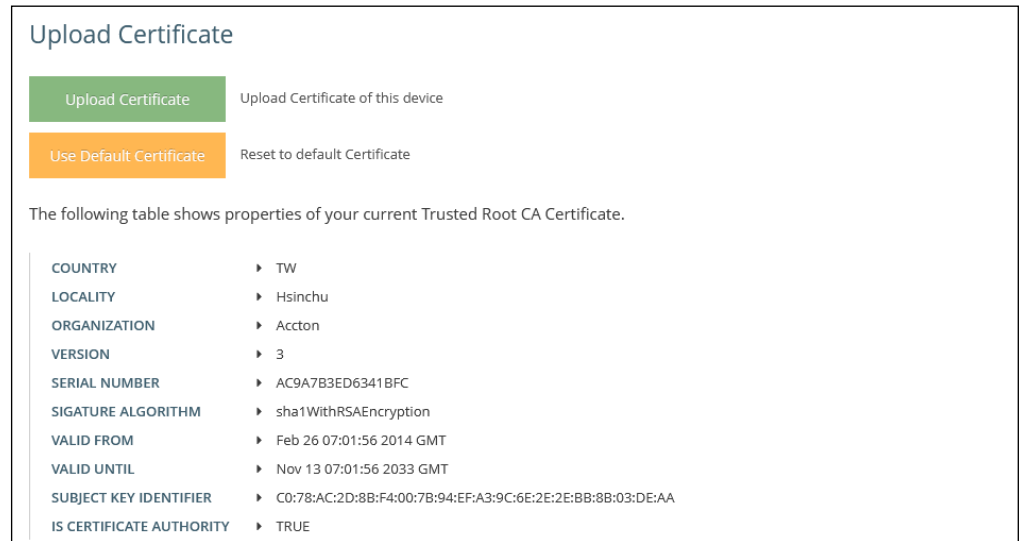 Upload Certificate
Upload Certificate Upload Certificate of this device
Use Default Certificate Reset to default Certificate
The following table shows properties of your current Trusted Root CA Certificate.
COUNTRY TW
LOCALITY Hsinchu
ORGANIZATION Accton
VERSION 3
SERIAL NUMBER AC9A7B3ED6341BFC
SIGATURE ALGORITHM sha1WithRSAEncryption
VALID FROM Feb 26 07:01:56 2014 GMT
VALID UNTIL Nov 13 07:01:56 2033 GMT
SUBJECT KEY IDENTIFIER C0:78:AC:2D:8B:F4:00:7B:94:EF:A3:9C:6E:2E:2E:BB:8B:03:DE:AA
IS CERTIFICATE AUTHORITY TRUE